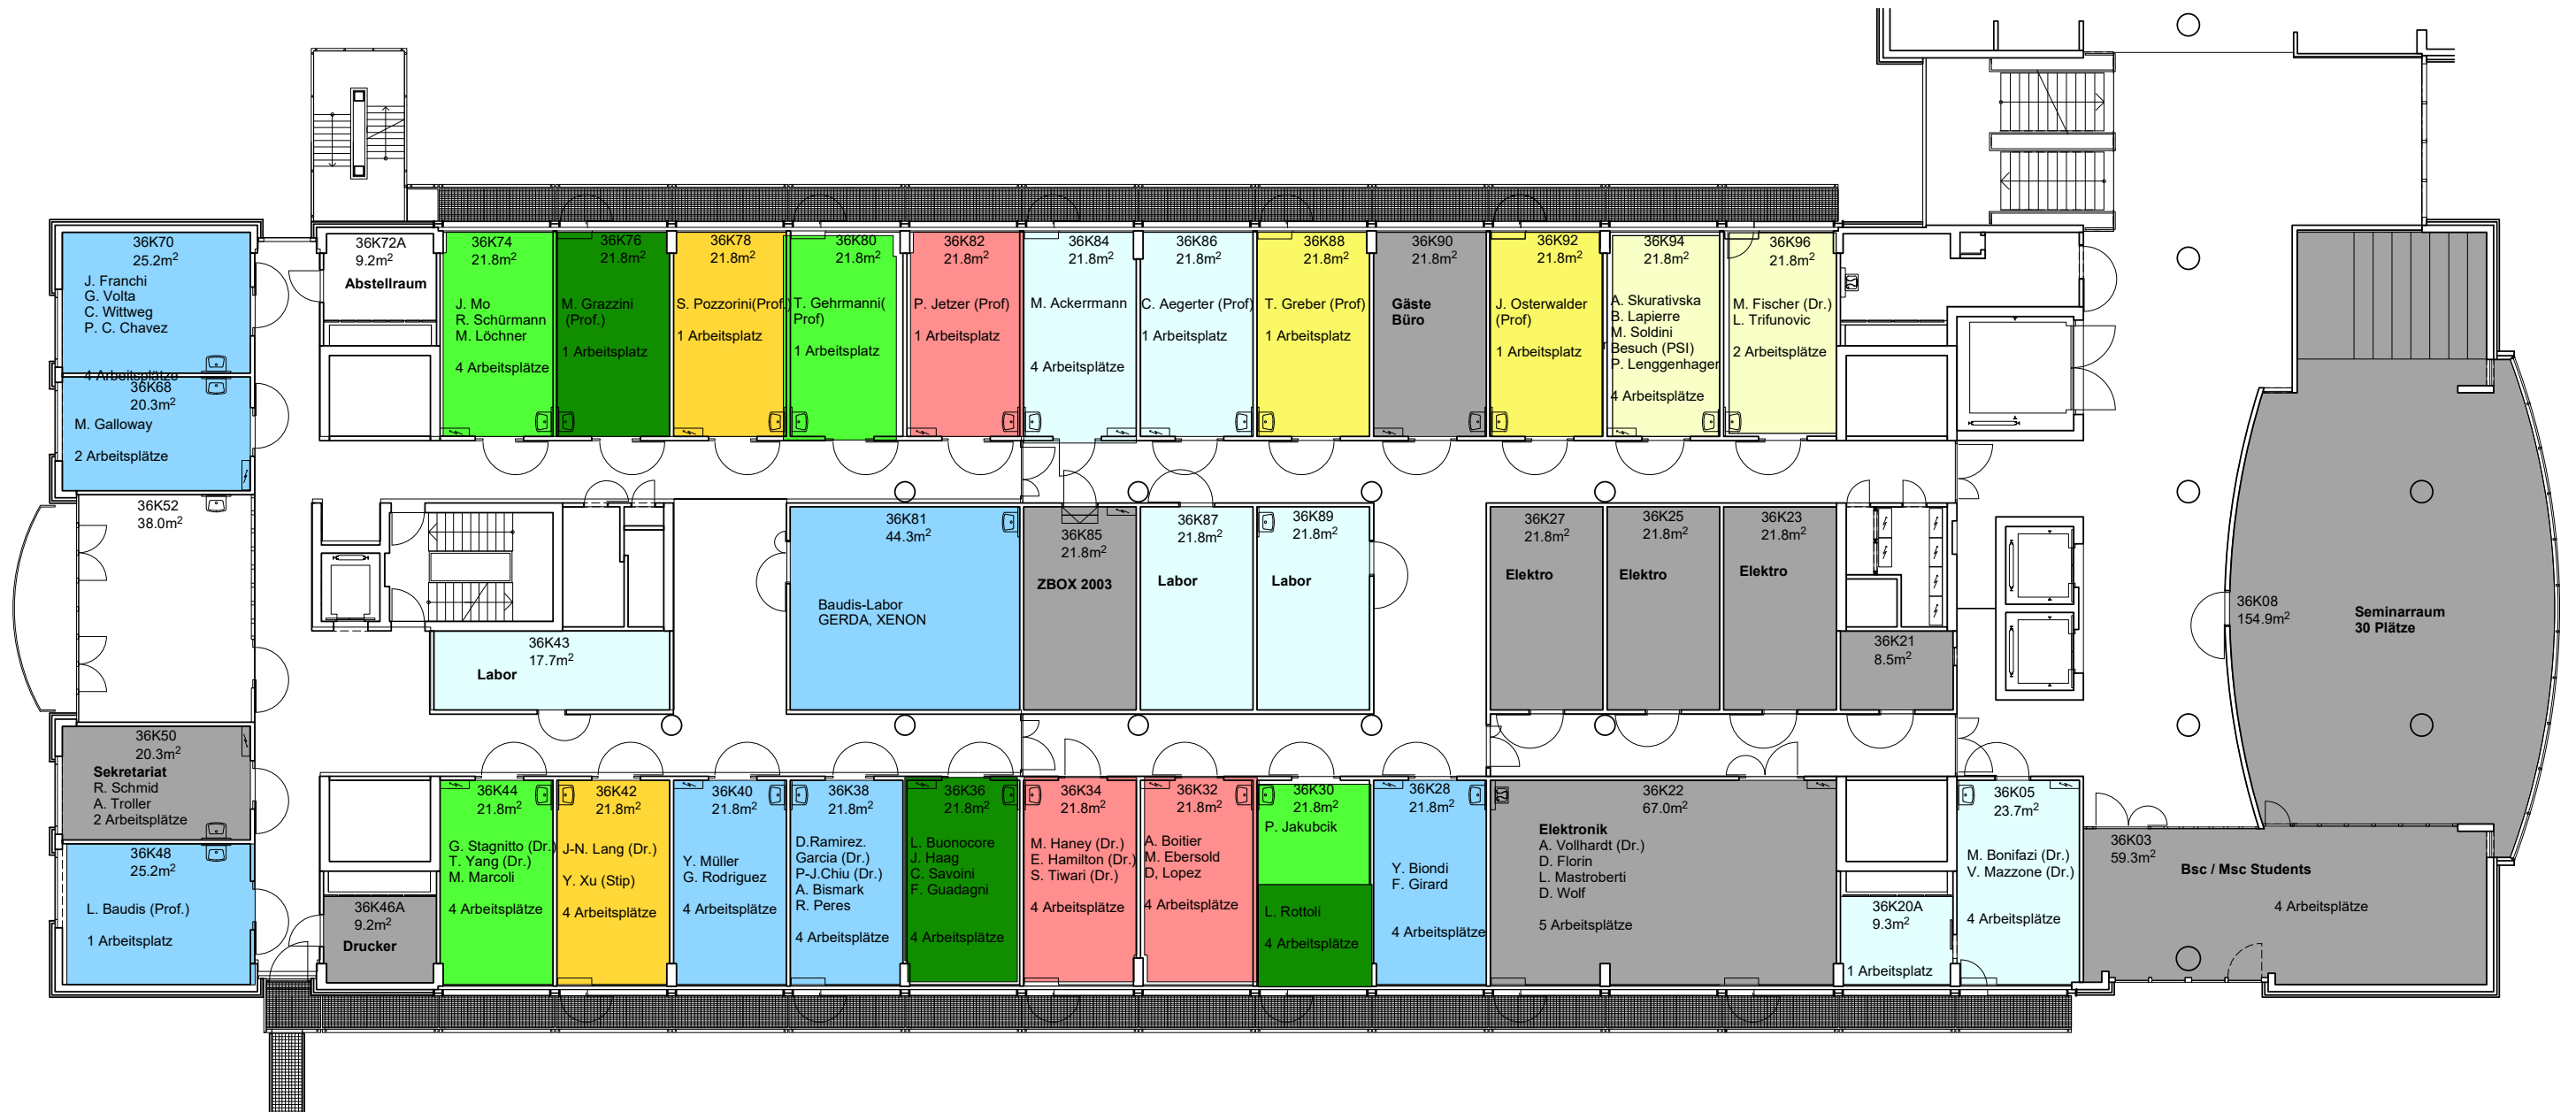 36K70
25.2m²
J. Franchi
G. Volta
C. Wittweg
P. C. Chavez
4 Arbeitsplätze
36K68
20.3m²
M. Galloway
2 Arbeitsplätze
36K52
38.0m²
36K50
20.3m²
Sekretariat
R. Schmid
A. Troller
2 Arbeitsplätze
36K48
25.2m²
L. Baudis (Prof.)
1 Arbeitsplatz
36K72A
9.2m²
Abstellraum
36K74
21.8m²
J. Mo
R. Schürmann
M. Löchner
4 Arbeitsplätze
36K76
21.8m²
M. Grazzini
(Prof.)
1 Arbeitsplatz
36K78
21.8m²
S. Pozzorini(Prof.)
1 Arbeitsplatz
36K80
21.8m²
T. Gehrmanni(
Prof)
1 Arbeitsplatz
36K82
21.8m²
P. Jetzer (Prof)
1 Arbeitsplatz
36K84
21.8m²
M. Ackerrmann
4 Arbeitsplätze
36K86
21.8m²
C. Aegerter (Prof)
1 Arbeitsplatz
36K88
21.8m²
T. Greber (Prof)
1 Arbeitsplatz
36K90
21.8m²
Gäste
Büro
36K92
21.8m²
J. Osterwalder
(Prof)
1 Arbeitsplatz
36K94
21.8m²
A. Skurativska
B. Lapierre
M. Soldini
r
Besuch (PSI)
P. Lenggenhager
4 Arbeitsplätze
36K96
21.8m²
M. Fischer (Dr.)
L. Trifunovic
2 Arbeitsplätze
36K43
17.7m²
Labor
36K81
44.3m²
Baudis-Labor
GERDA, XENON
36K85
21.8m²
ZBOX 2003
36K87
21.8m²
Labor
36K89
21.8m²
Labor
36K27
21.8m²
Elektro
36K25
21.8m²
Elektro
36K23
21.8m²
Elektro
36K21
8.5m²
36K08
154.9m²
Seminarraum
30 Plätze
36K46A
9.2m²
Drucker
36K44
21.8m²
G. Stagnitto (Dr.)
T. Yang (Dr.)
M. Marcoli
4 Arbeitsplätze
36K42
21.8m²
J-N. Lang (Dr.)
Y. Xu (Stip)
4 Arbeitsplätze
36K40
21.8m²
Y. Müller
G. Rodriguez
4 Arbeitsplätze
36K38
21.8m²
D.Ramirez.
Garcia (Dr.)
P-J.Chiu (Dr.)
A. Bismark
R. Peres
4 Arbeitsplätze
36K36
21.8m²
L. Buonocore
J. Haag
C. Savoini
F. Guadagni
4 Arbeitsplätze
36K34
21.8m²
M. Haney (Dr.)
E. Hamilton (Dr.)
S. Tiwari (Dr.)
4 Arbeitsplätze
36K32
21.8m²
A. Boitier
M. Ebersold
D, Lopez
4 Arbeitsplätze
36K30
21.8m²
P. Jakubcik
L. Rottoli
4 Arbeitsplätze
36K28
21.8m²
Y. Biondi
F. Girard
4 Arbeitsplätze
36K22
67.0m²
Elektronik
A. Vollhardt (Dr.)
D. Florin
L. Mastroberti
D. Wolf
5 Arbeitsplätze
36K20A
9.3m²
1 Arbeitsplatz
36K05
23.7m²
M. Bonifazi (Dr.)
V. Mazzone (Dr.)
4 Arbeitsplätze
36K03
59.3m²
Bsc / Msc Students
4 Arbeitsplätze